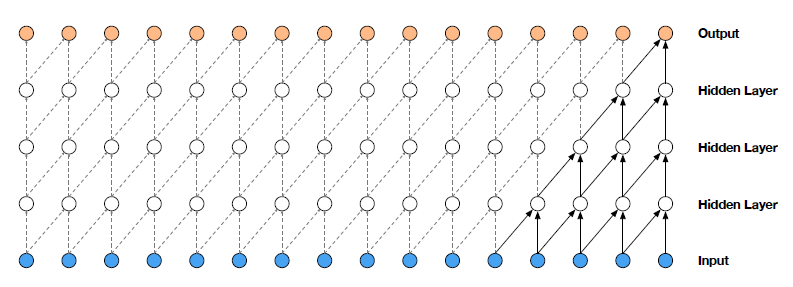 Output
Hidden Layer
Hidden Layer
Hidden Layer
Input